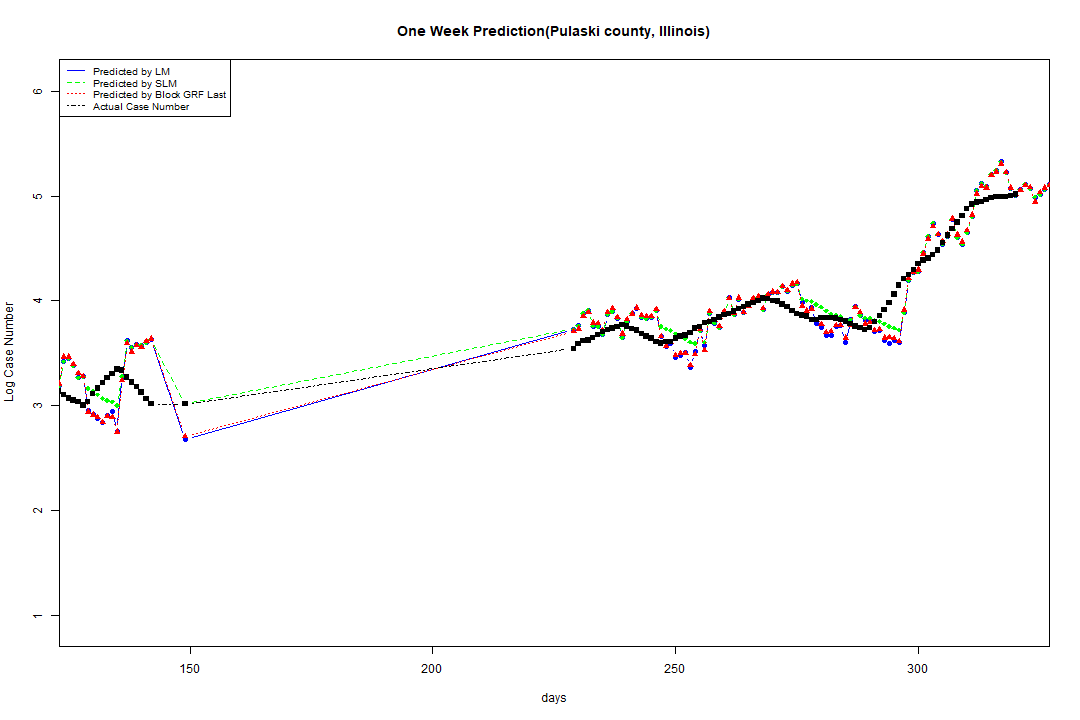 One Week Prediction(Pulaski county, Illinois)
Predicted by LM
Predicted by SLM
Predicted by Block GRF Last
Actual Case Number
6
5
4
3
2
1
Log Case Number
150
200
250
300
days